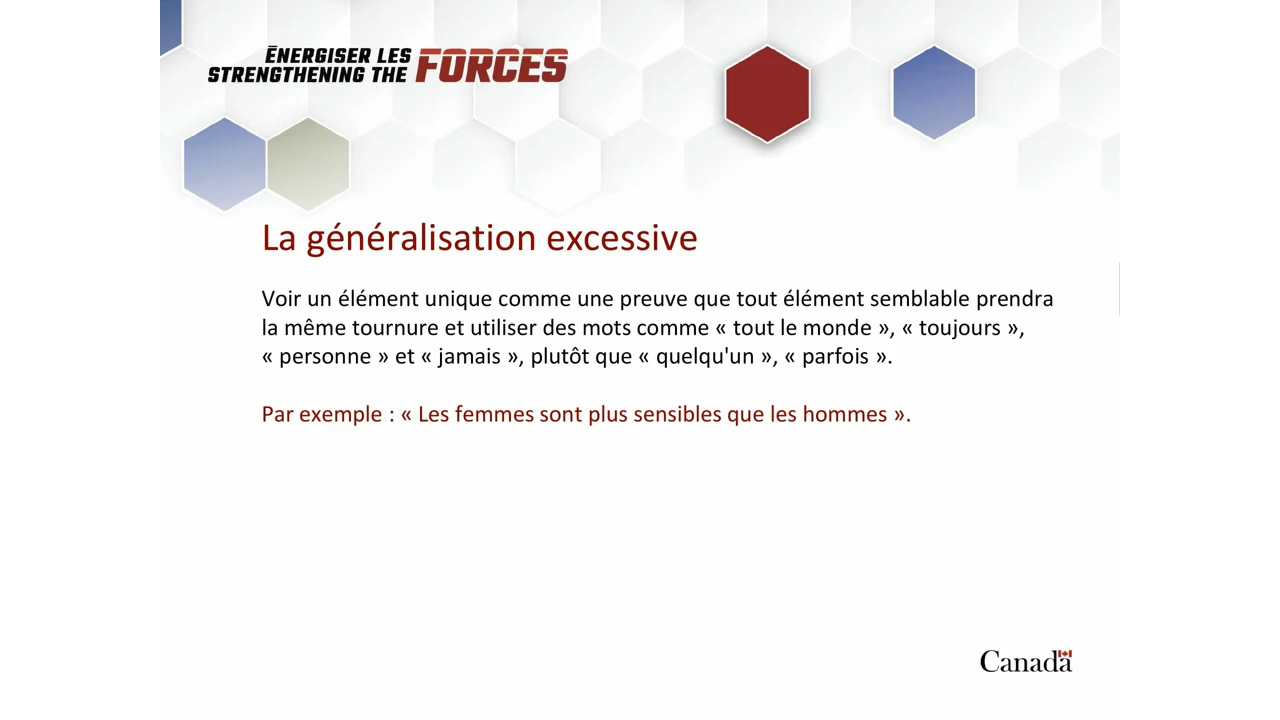 ÉNERGISER LES
STRENGTHENING THE FORCES
La généralisation excessive
Voir un élément unique comme une preuve que tout élément semblable prendra
la même tournure et utiliser des mots comme « tout le monde », « toujours »,
« personne » et « jamais », plutôt que « quelqu'un », « parfois ».
Par exemple : « Les femmes sont plus sensibles que les hommes ».
Canada